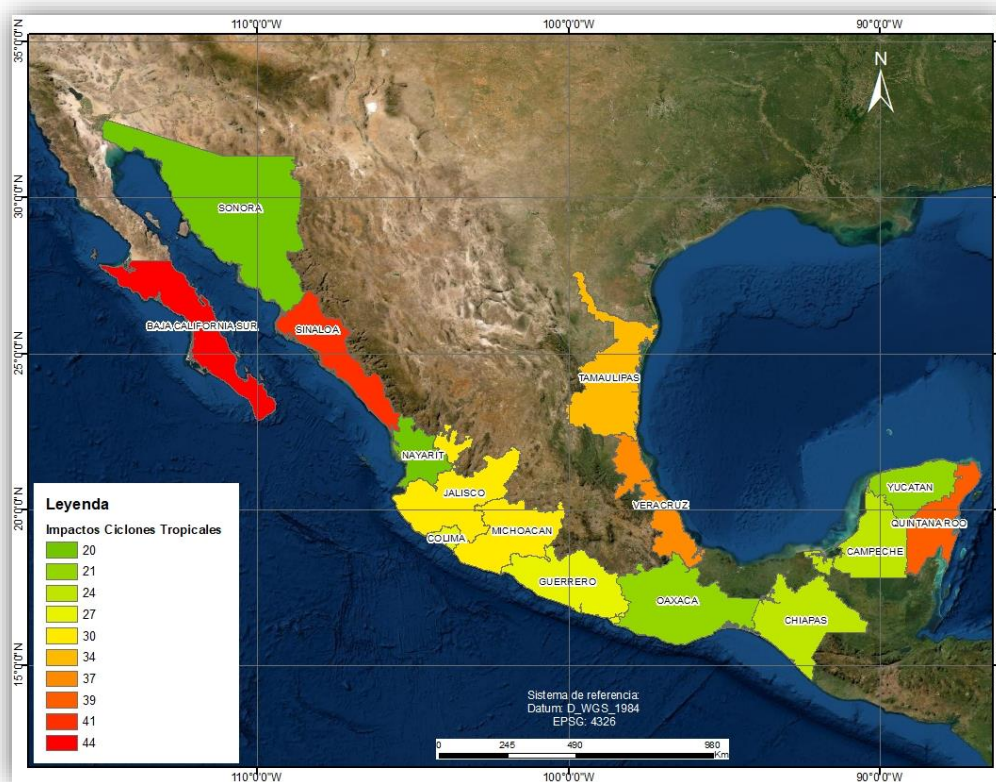 110°0'0"N
100°0'0"N
90°0'0"N
35°0'0"N
N
30°0'0"N
SONORA
BAJA CALIFORNIA SUR
SINALOA
25°0'0"N
TAMAULIPAS
NAYARIT
JALISCO
20°0'0"N
COLIMA
MICHOACAN
VERACRUZ
YUCATAN
QUINTANA ROO
CAMPECHE
GUERRERO
OAXACA
CHIAPAS
15°0'0"N
Leyenda
Impactos Ciclones Tropicales
20
21
24
27
30
34
37
39
41
44
Sistema de referencia:
Datum: D_WGS_1984
EPSG: 4326
0 245 490 980
Km
110°0'0"N
100°0'0"N
90°0'0"N